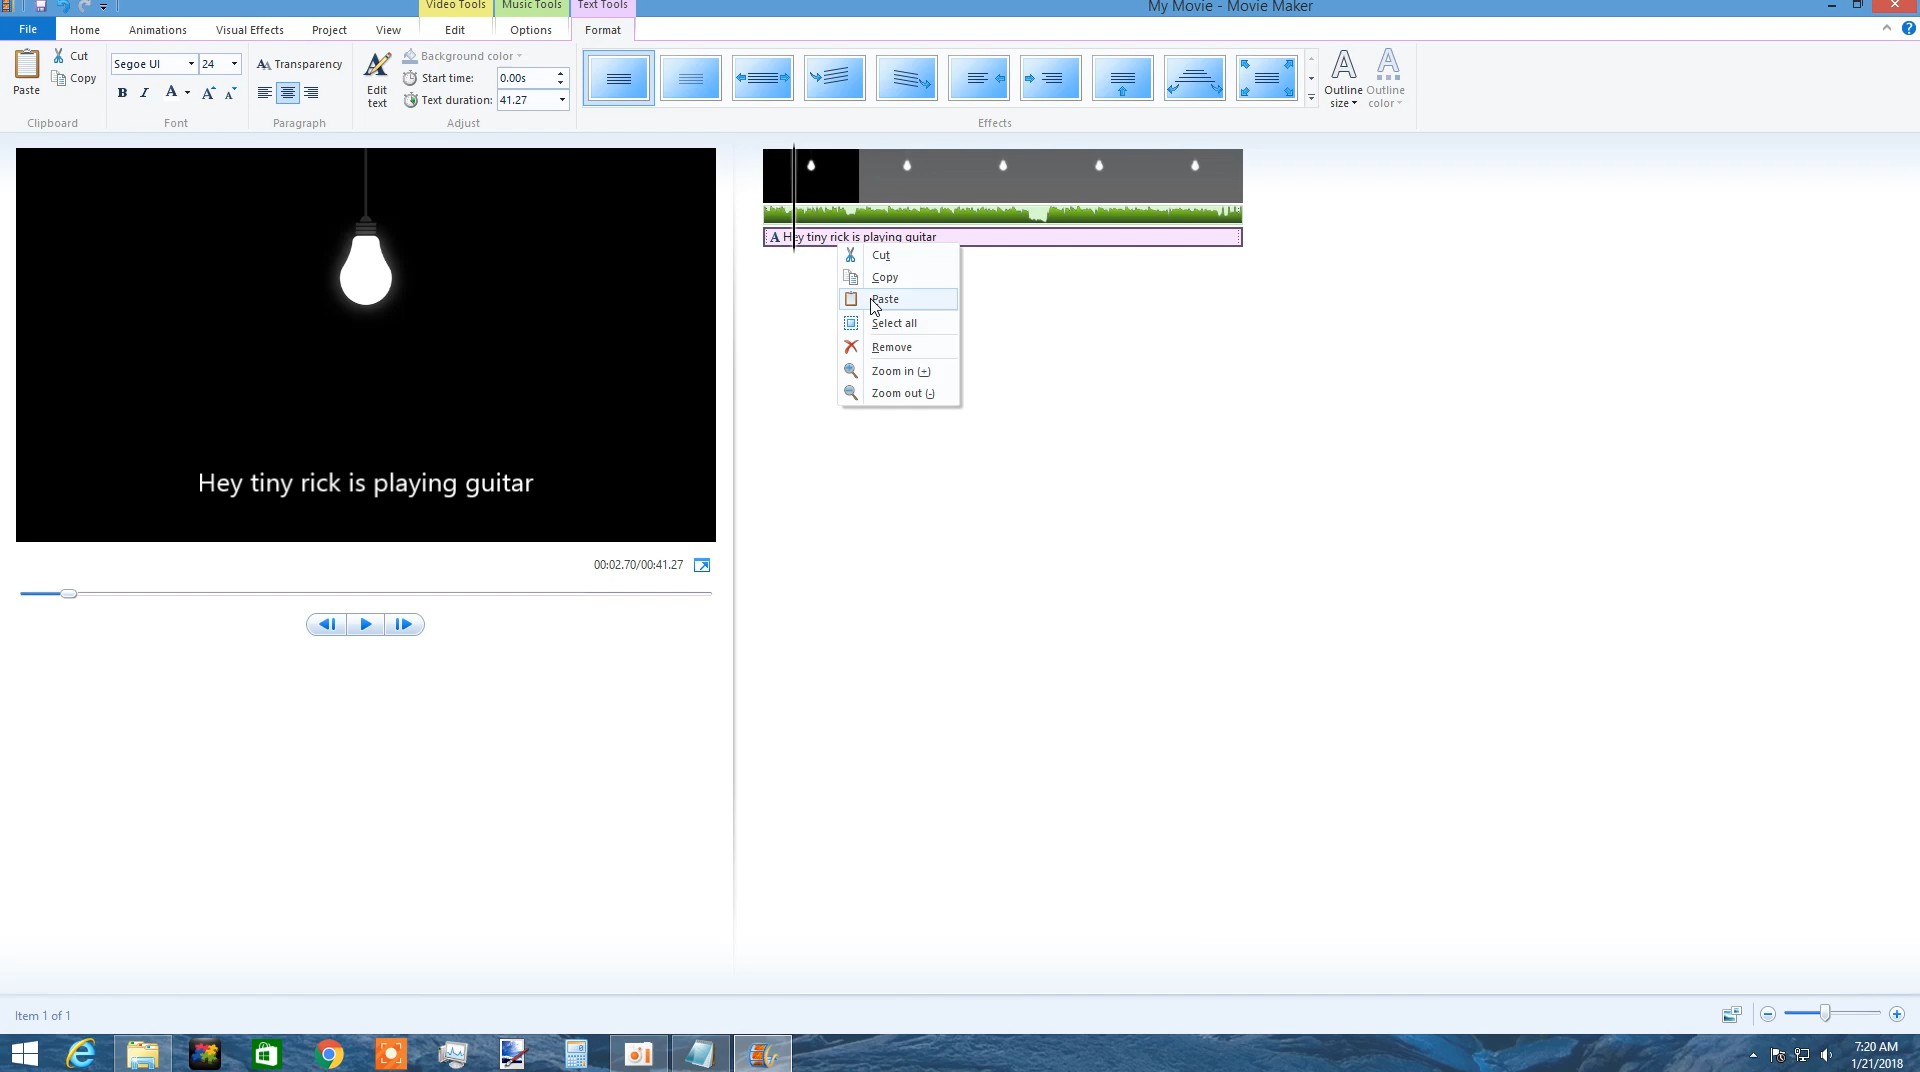 Video Tools Music Tools Text Tools My Movie - Movie Maker
File Home Animations Visual Effects Project View Edit Options Format
Paste Cut Copy
Clipboard
Segoe UI 24
B I A A A
Font
Transparency
Paragraph
Edit text
Background color
Start time: 0.00s
Text duration: 41.27
Adjust
Effects
Outline size
Outline color
Hey tiny rick is playing guitar
00:02.70/00:41.27
A Hey tiny rick is playing guitar
Cut
Copy
Paste
Select all
Remove
Zoom in (+)
Zoom out (-)
Item 1 of 1
7:20 AM
1/21/2018